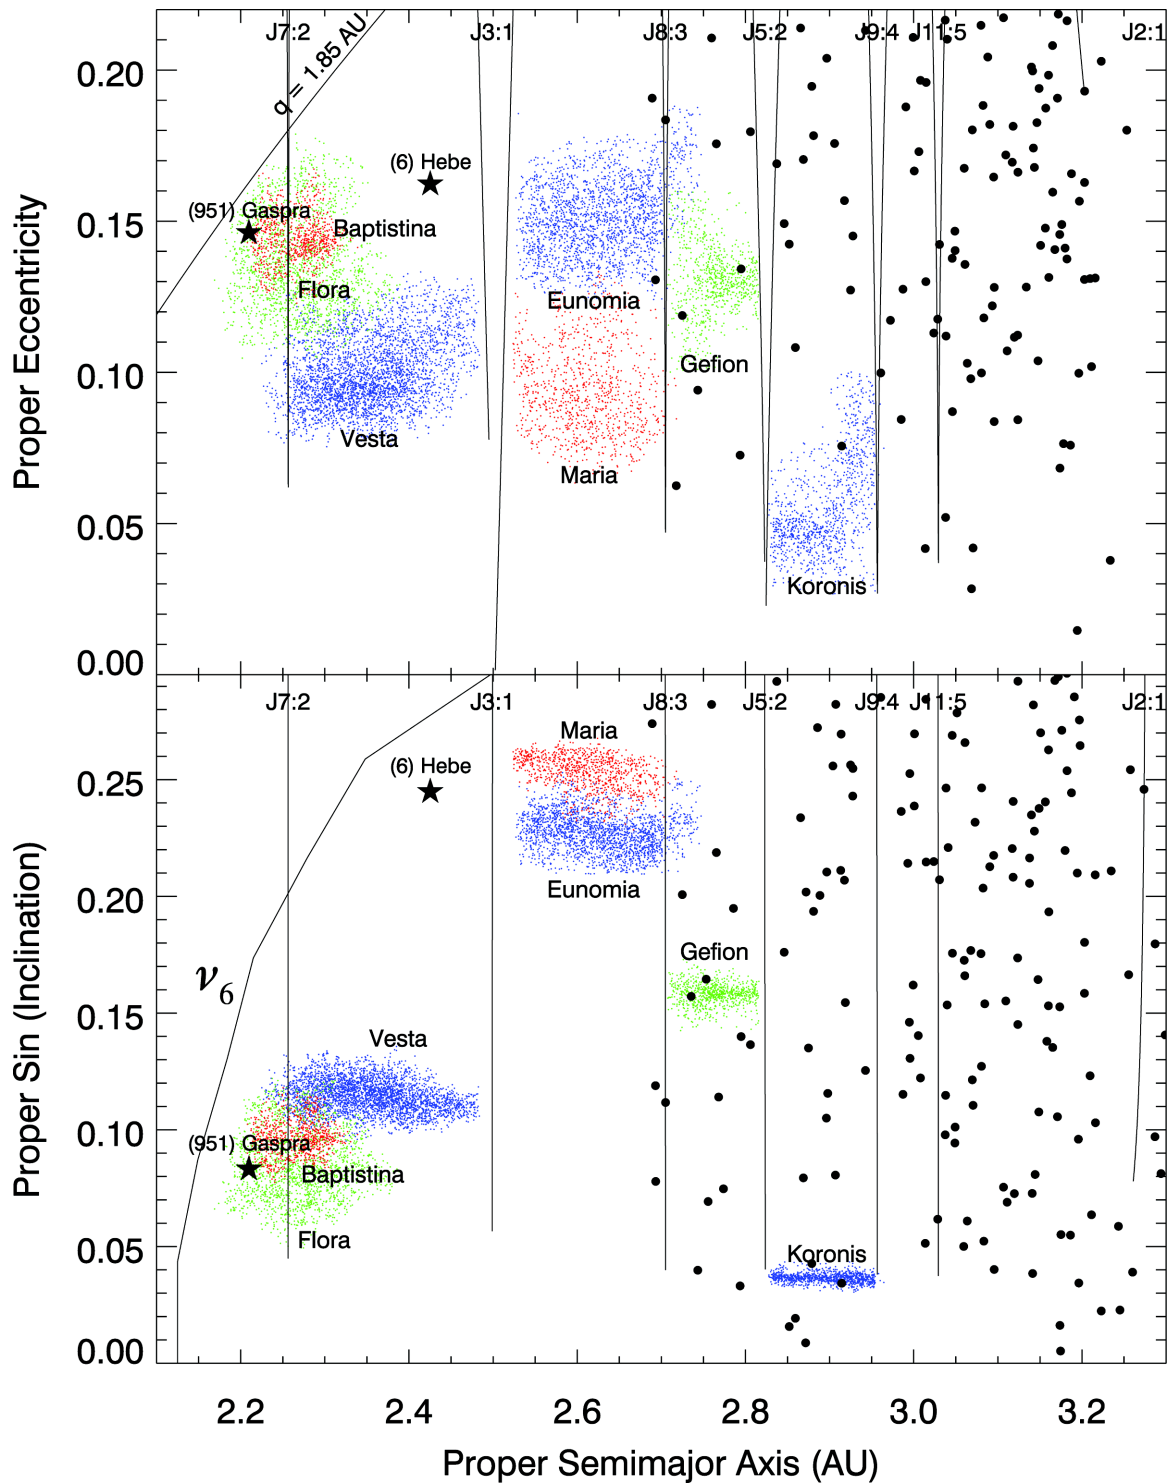 J7:2
q = 1.85 AU
J3:1
J8:3
J5:2
J9:4
J11:5
J2:1
0.20
(6) Hebe
(951) Gaspra
Baptistina
0.15
Flora
Eunomia
Gefion
0.10
Vesta
Maria
0.05
Koronis
0.00
Proper Eccentricity
J7:2
J3:1
J8:3
J5:2
J9:4
J11:5
J2:1
Maria
(6) Hebe
0.25
Eunomia
0.20
Gefion
ν6
0.15
Vesta
0.10
(951) Gaspra
Baptistina
Flora
0.05
Koronis
0.00
Proper Sin (Inclination)
2.2 2.4 2.6 2.8 3.0 3.2
Proper Semimajor Axis (AU)